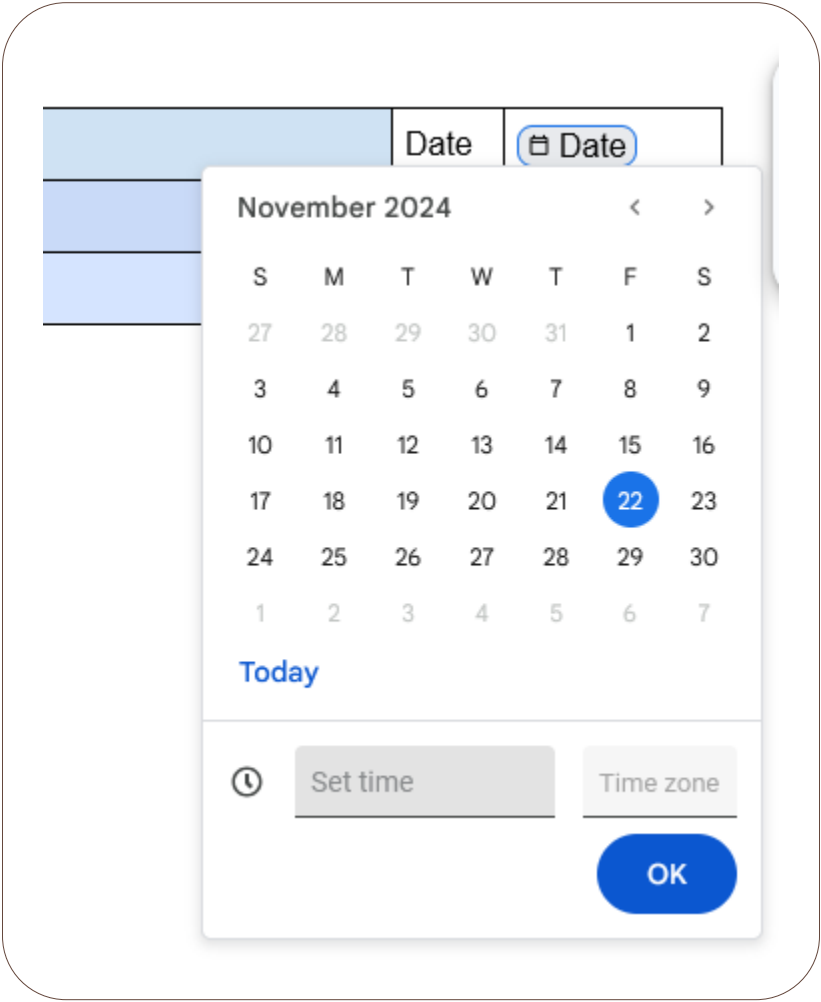 Date Date
November 2024
S M T W T F S
27 28 29 30 31 1 2
3 4 5 6 7 8 9
10 11 12 13 14 15 16
17 18 19 20 21 22 23
24 25 26 27 28 29 30
1 2 3 4 5 6 7
Today
Set time Time zone
OK